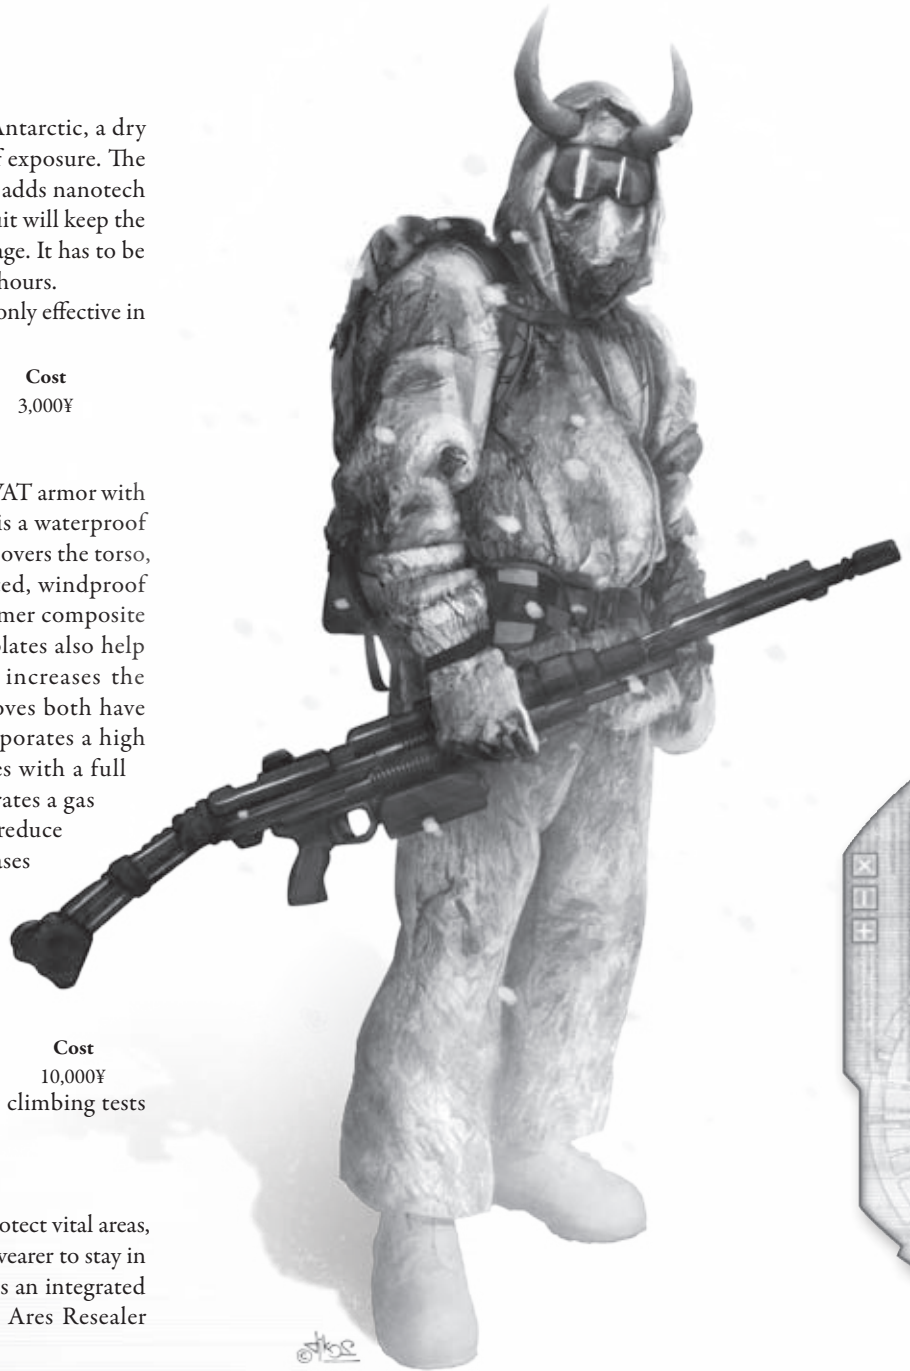 Antarctic, a dry
f exposure. The
adds nanotech
uit will keep the
age. It has to be
hours.
only effective in
Cost
3,000¥
VAT armor with
is a waterproof
overs the torso,
ed, windproof
mer composite
lates also help
increases the
oves both have
porates a high
es with a full
rates a gas
reduce
ases
Cost
10,000¥
climbing tests
otect vital areas,
wearer to stay in
s an integrated
Ares Resealer